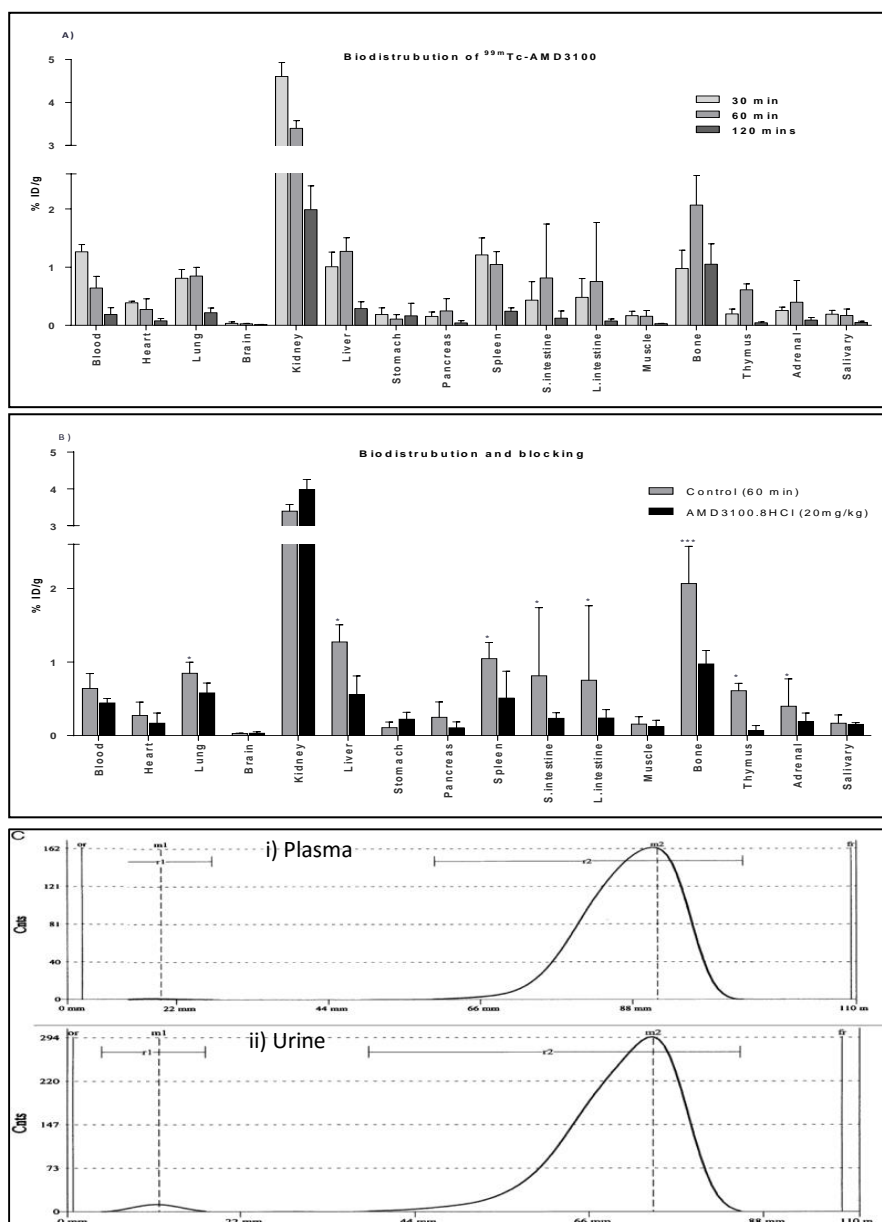 A)
Biodistrubution of 99mTc-AMD3100
5
4
3
2
1
0
% ID/g
30 min
60 min
120 mins
Blood
Heart
Lung
Brain
Kidney
Liver
Stomach
Pancreas
Spleen
S.intestine
L.intestine
Muscle
Bone
Thymus
Adrenal
Salivary
B)
Biodistrubution and blocking
5
4
3
2
1
0
% ID/g
Control (60 min)
AMD3100.8HCl (20mg/kg)
*
*
*
*
*
***
*
*
Blood
Heart
Lung
Brain
Kidney
Liver
Stomach
Pancreas
Spleen
S.intestine
L.intestine
Muscle
Bone
Thymus
Adrenal
Salivary
C
i) Plasma
or m1 m2 fr
r1 r2
162
121
81
40
0
Cnts
0 mm 22 mm 44 mm 66 mm 88 mm 110 m
ii) Urine
or m1 m2 fr
r1 r2
294
220
147
73
0
Cnts
0 mm 22 mm 44 mm 66 mm 88 mm 110 m